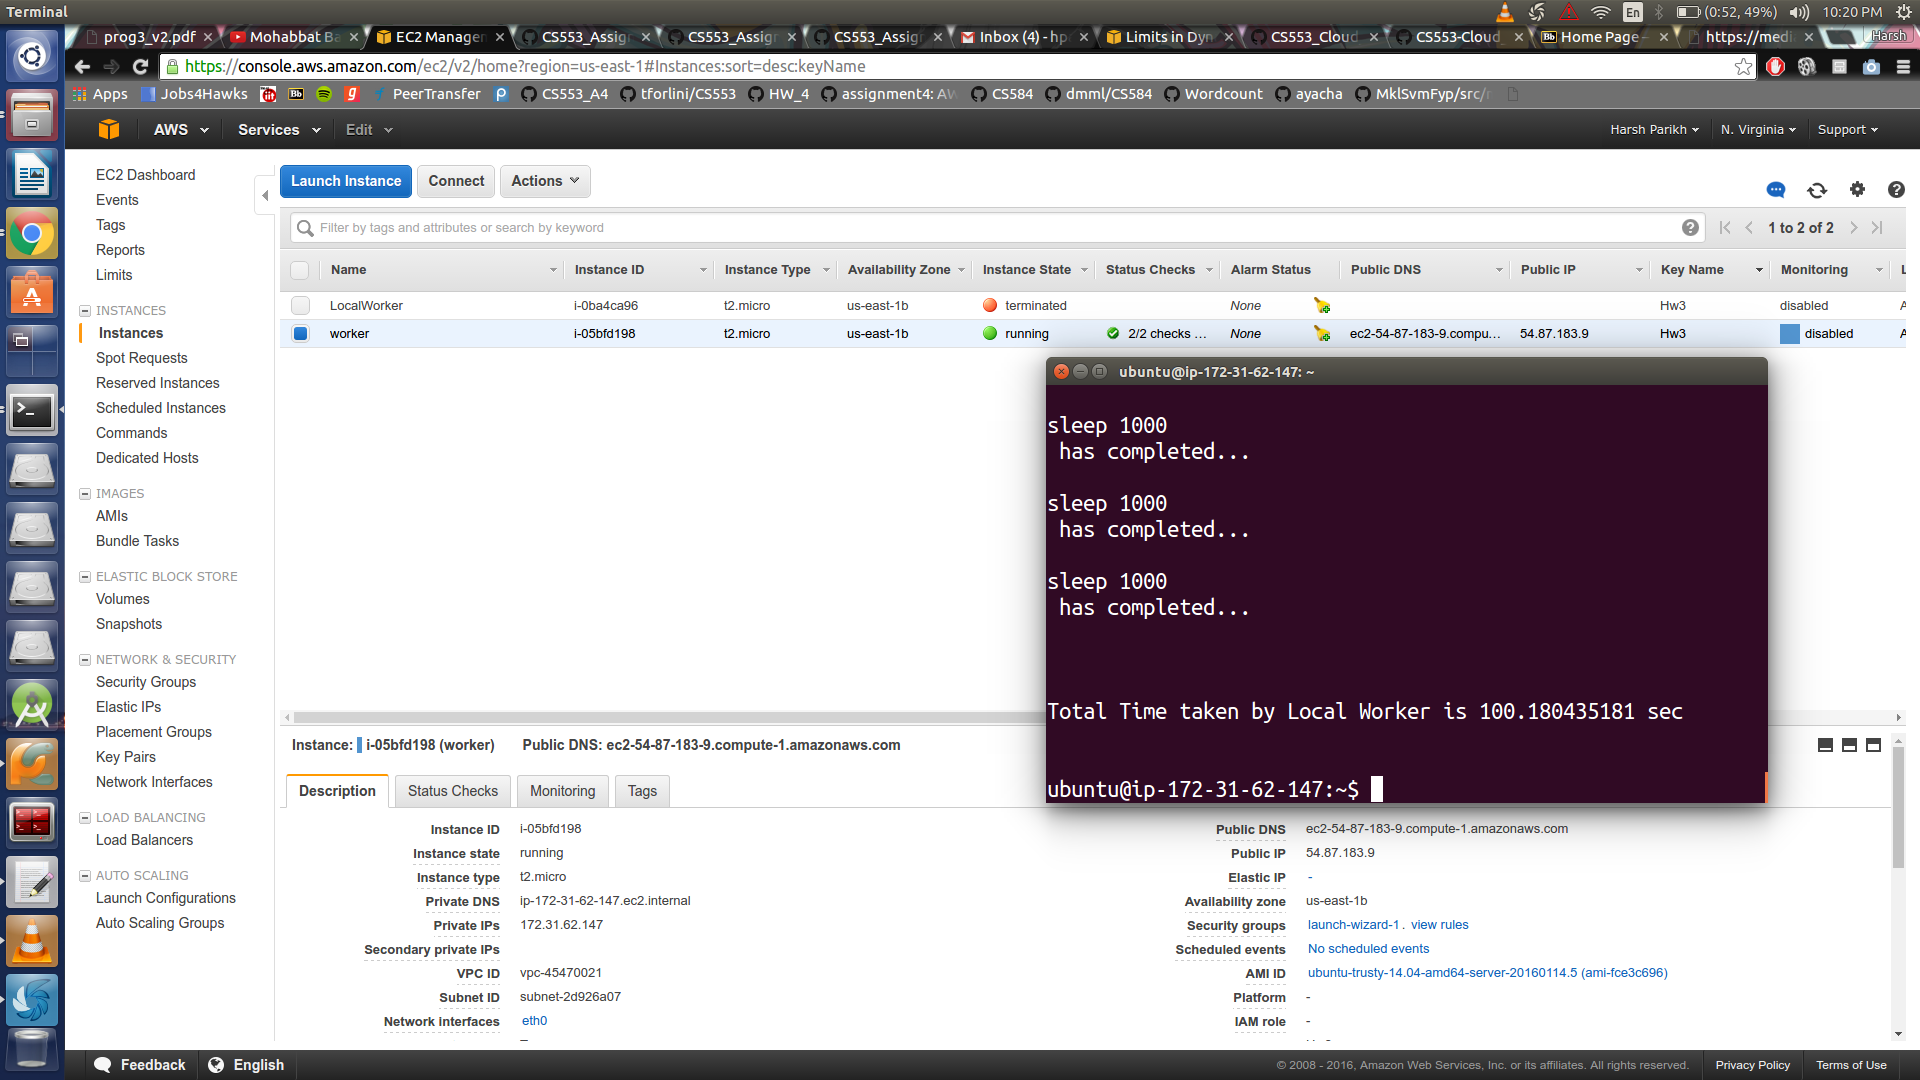 Terminal
En
(0:52, 49%)
10:20 PM
prog3_v2.pdf
Mohabbat Ba
EC2 Managem
CS553_Assig
CS553_Assig
CS553_Assig
Inbox (4) - hp
Limits in Dyn
CS553_Cloud
CS553-Cloud_
Bb Home Page –
https://medi
Harsh
https://console.aws.amazon.com/ec2/v2/home?region=us-east-1#Instances:sort=desc:keyName
Apps
Jobs4Hawks
Bb
PeerTransfer
CS553_A4
tforlini/CS553
HW_4
assignment4: AW
CS584
dmml/CS584
Wordcount
ayacha
MklSvmFyp/src/r
AWS
Services
Edit
Harsh Parikh
N. Virginia
Support
EC2 Dashboard
Events
Tags
Reports
Limits
INSTANCES
Instances
Spot Requests
Reserved Instances
Scheduled Instances
Commands
Dedicated Hosts
IMAGES
AMIs
Bundle Tasks
ELASTIC BLOCK STORE
Volumes
Snapshots
NETWORK & SECURITY
Security Groups
Elastic IPs
Placement Groups
Key Pairs
Network Interfaces
LOAD BALANCING
Load Balancers
AUTO SCALING
Launch Configurations
Auto Scaling Groups
Launch Instance
Connect
Actions
Filter by tags and attributes or search by keyword
1 to 2 of 2
Name Instance ID Instance Type Availability Zone Instance State Status Checks Alarm Status Public DNS Public IP Key Name Monitoring L
LocalWorker i-0ba4ca96 t2.micro us-east-1b terminated None Hw3 disabled A
worker i-05bfd198 t2.micro us-east-1b running 2/2 checks ... None ec2-54-87-183-9.compu... 54.87.183.9 Hw3 disabled A
ubuntu@ip-172-31-62-147: ~
sleep 1000
has completed...
sleep 1000
has completed...
sleep 1000
has completed...
Total Time taken by Local Worker is 100.180435181 sec
ubuntu@ip-172-31-62-147:~$
Instance: i-05bfd198 (worker) Public DNS: ec2-54-87-183-9.compute-1.amazonaws.com
Description
Status Checks
Monitoring
Tags
Instance ID i-05bfd198
Instance state running
Instance type t2.micro
Private DNS ip-172-31-62-147.ec2.internal
Private IPs 172.31.62.147
Secondary private IPs
VPC ID vpc-45470021
Subnet ID subnet-2d926a07
Network interfaces eth0
Public DNS ec2-54-87-183-9.compute-1.amazonaws.com
Public IP 54.87.183.9
Elastic IP -
Availability zone us-east-1b
Security groups launch-wizard-1. view rules
Scheduled events No scheduled events
AMI ID ubuntu-trusty-14.04-amd64-server-20160114.5 (ami-fce3c696)
Platform -
IAM role -
Feedback
English
© 2008 - 2016, Amazon Web Services, Inc. or its affiliates. All rights reserved.
Privacy Policy
Terms of Use